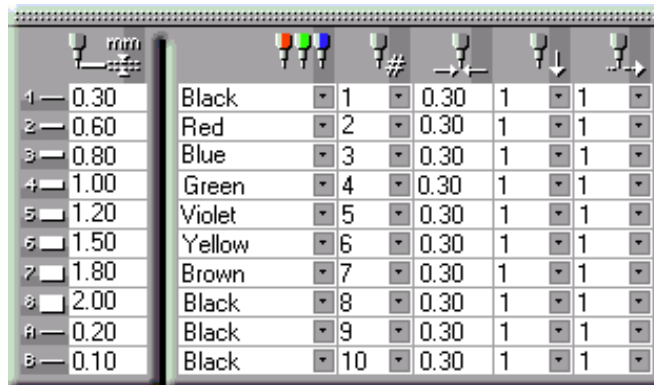 mm
#
1 0.30 Black 1 0.30 1 1
2 0.60 Red 2 0.30 1 1
3 0.80 Blue 3 0.30 1 1
4 1.00 Green 4 0.30 1 1
5 1.20 Violet 5 0.30 1 1
6 1.50 Yellow 6 0.30 1 1
7 1.80 Brown 7 0.30 1 1
8 2.00 Black 8 0.30 1 1
A 0.20 Black 9 0.30 1 1
B 0.10 Black 10 0.30 1 1